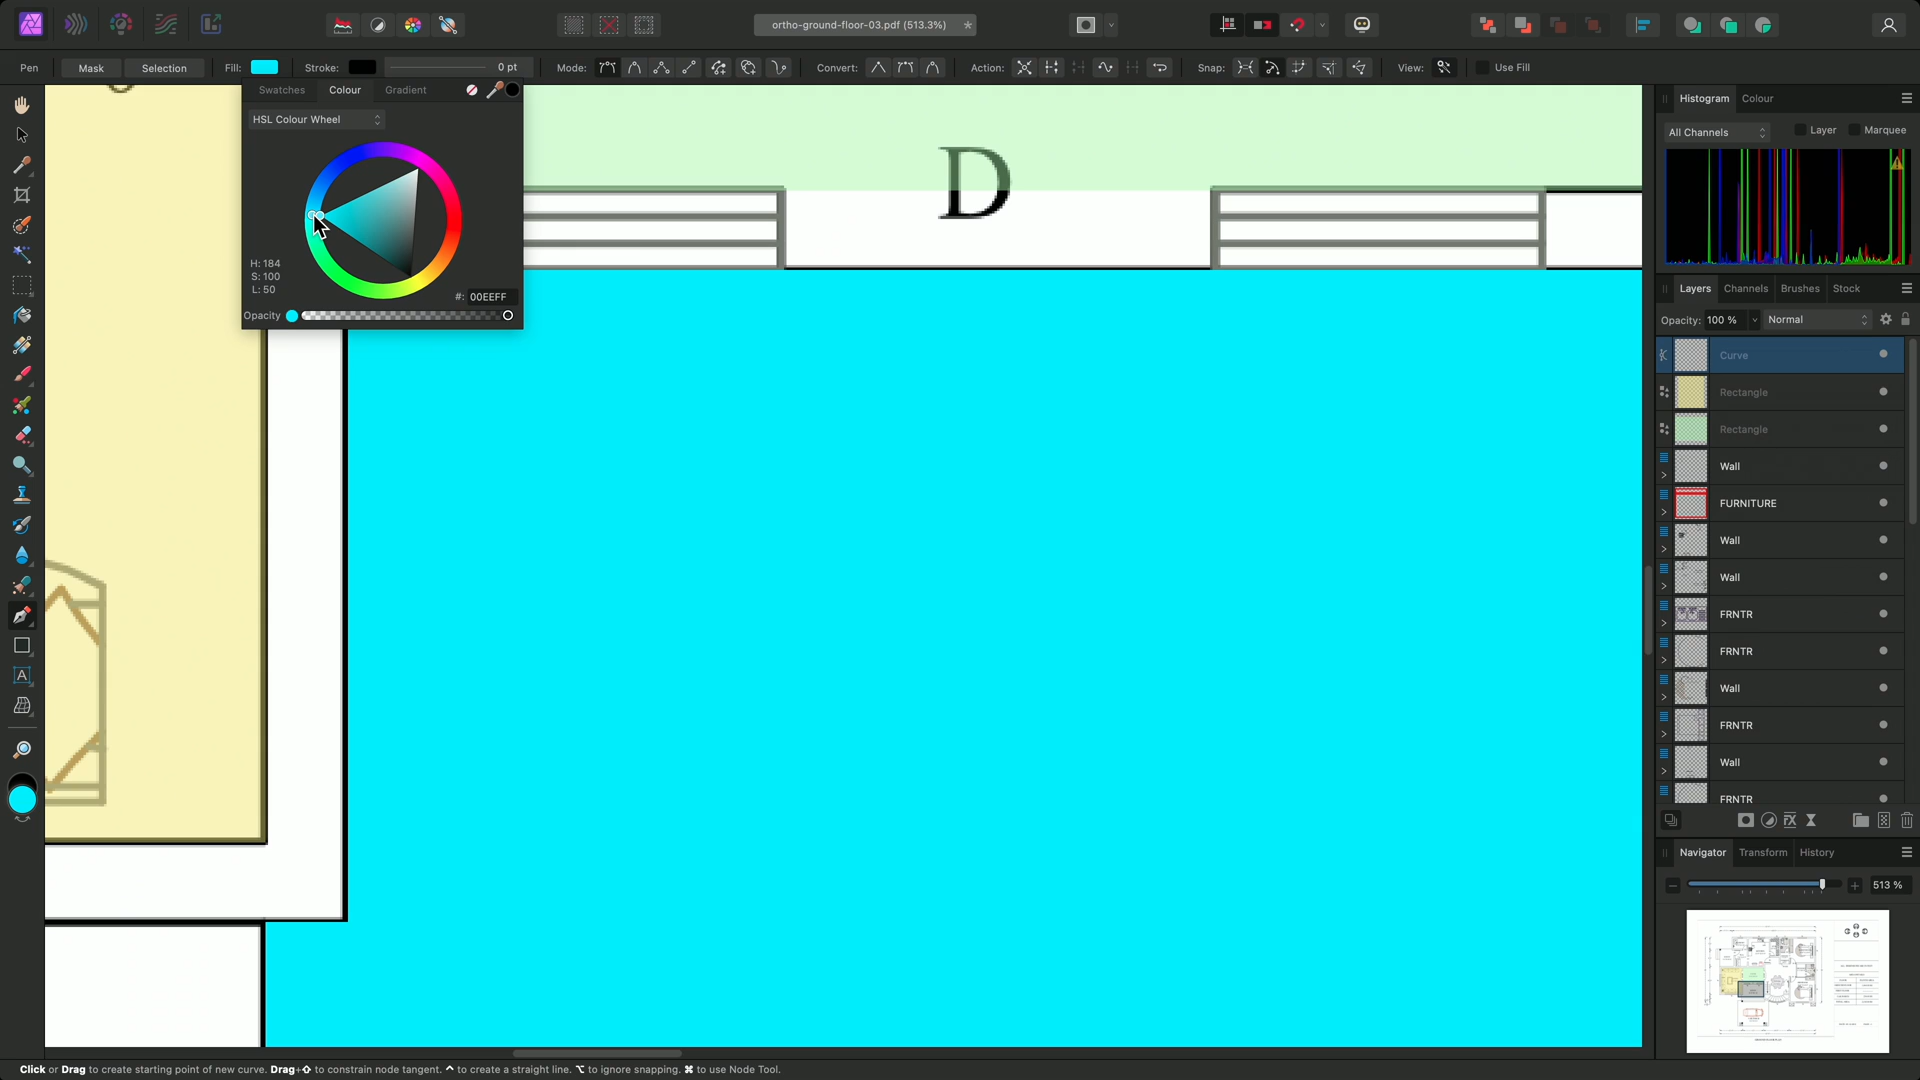 ortho-ground-floor-03.pdf (513.3%)
Pen
Mask
Selection
Fill:
Stroke:
0 pt
Mode:
Convert:
Action:
Snap:
View:
Use Fill
Swatches
Colour
Gradient
HSL Colour Wheel
H: 184
S: 100
L: 50
#: 00EEFF
Opacity
D
Histogram
Colour
All Channels
Layer
Marquee
Layers
Channels
Brushes
Stock
Opacity: 100 %
Normal
Curve
Rectangle
Rectangle
Wall
FURNITURE
Wall
Wall
FRNTR
FRNTR
Wall
FRNTR
Wall
FRNTR
Navigator
Transform
History
513 %
Click or Drag to create starting point of new curve. Drag+⇧ to constrain node tangent. ^ to create a straight line. ⌥ to ignore snapping. ⌘ to use Node Tool.